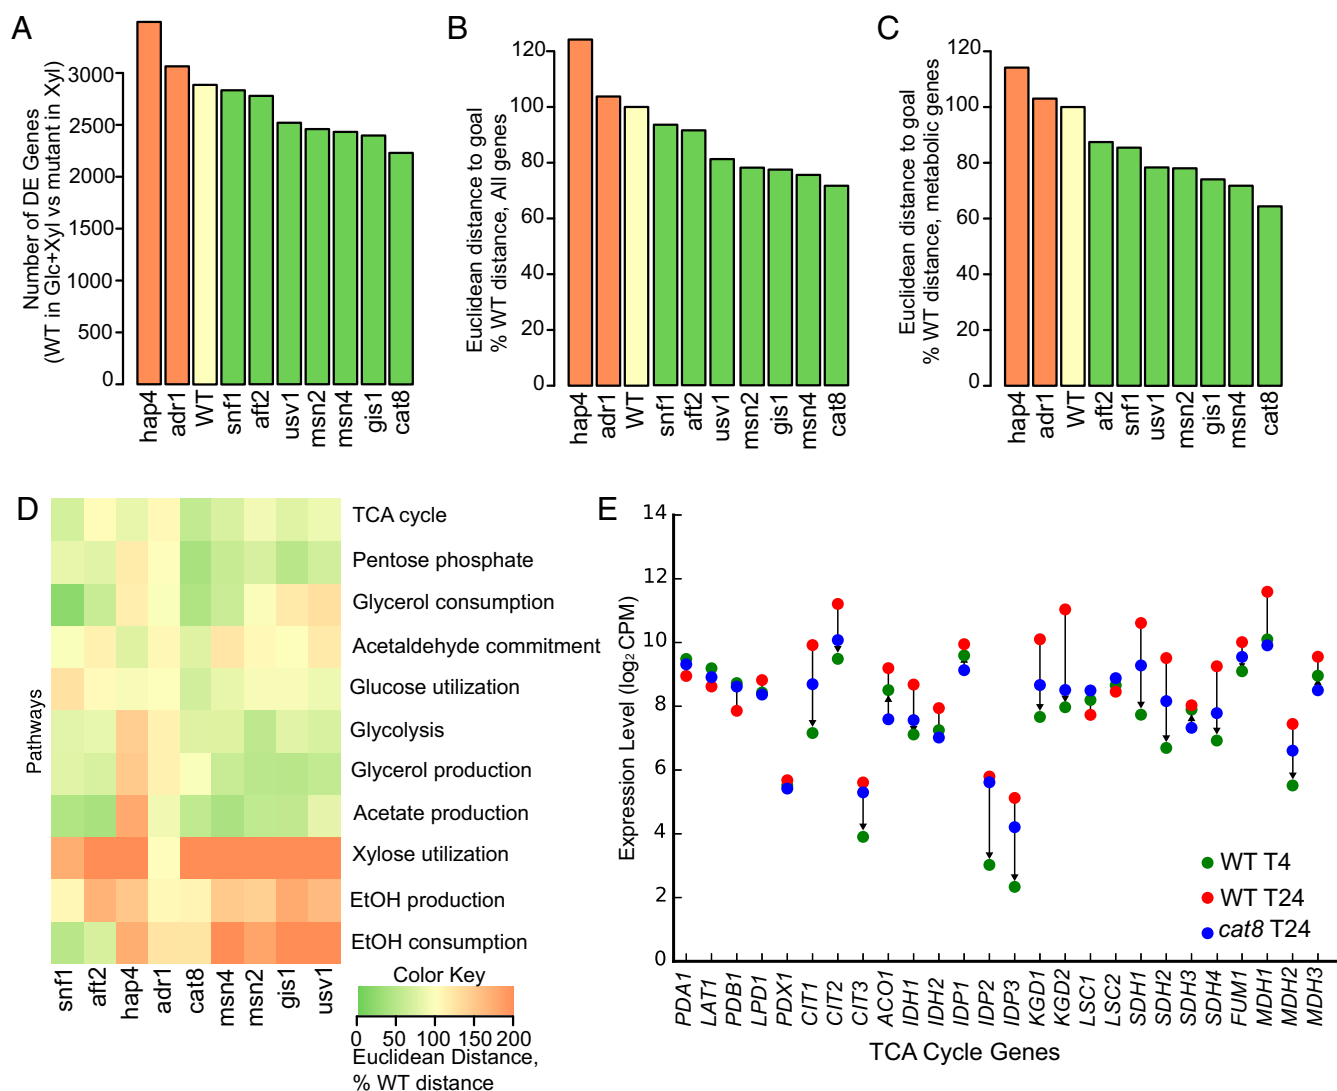 A
Number of DE Genes
(WT in Glc+Xyl vs mutant in Xyl)
3000
2500
2000
1500
1000
500
0
hap4
adr1
WT
snf1
aft2
usv1
msn2
msn4
gis1
cat8
B
Euclidean distance to goal
% WT distance, All genes
120
100
80
60
40
20
0
hap4
adr1
WT
snf1
aft2
usv1
msn2
gis1
msn4
cat8
C
Euclidean distance to goal
% WT distance, metabolic genes
120
100
80
60
40
20
0
hap4
adr1
WT
aft2
snf1
usv1
msn2
gis1
msn4
cat8
D
Pathways
TCA cycle
Pentose phosphate
Glycerol consumption
Acetaldehyde commitment
Glucose utilization
Glycolysis
Glycerol production
Acetate production
Xylose utilization
EtOH production
EtOH consumption
snf1
aft2
hap4
adr1
cat8
msn4
msn2
gis1
usv1
Color Key
0 50 100 150 200
Euclidean Distance,
% WT distance
E
Expression Level (log₂ CPM)
14
12
10
8
6
4
2
0
WT T4
WT T24
cat8 T24
PDA1
LAT1
PDB1
LPD1
PDX1
CIT1
CIT2
CIT3
ACO1
IDH1
IDH2
IDP1
IDP2
IDP3
KGD1
KGD2
LSC1
LSC2
SDH1
SDH2
SDH3
SDH4
FUM1
MDH1
MDH2
MDH3
TCA Cycle Genes